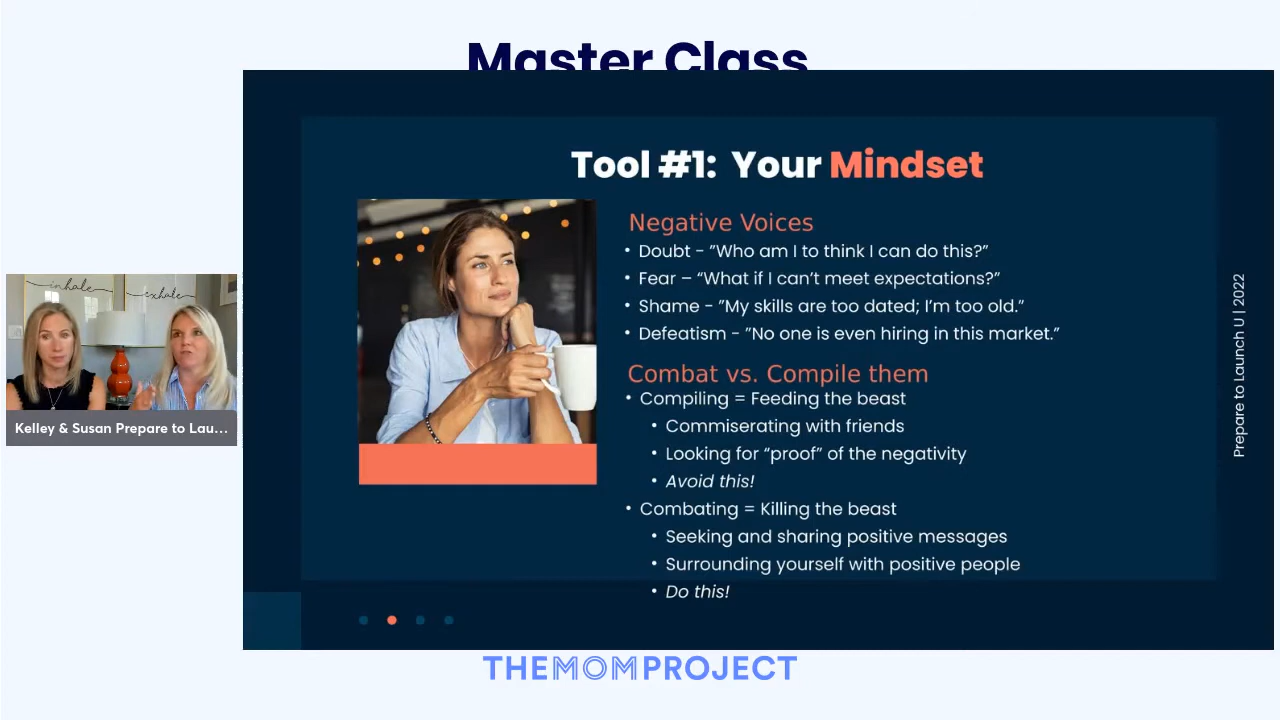 Master Class
Tool #1: Your Mindset
Negative Voices
• Doubt - ”Who am I to think I can do this?”
• Fear – “What if I can’t meet expectations?”
• Shame - ”My skills are too dated; I’m too old.”
• Defeatism - ”No one is even hiring in this market.”
Combat vs. Compile them
• Compiling = Feeding the beast
• Commiserating with friends
• Looking for “proof” of the negativity
• Avoid this!
• Combating = Killing the beast
• Seeking and sharing positive messages
• Surrounding yourself with positive people
• Do this!
Prepare to Launch U | 2022
inhale
exhale
Kelley & Susan Prepare to Lau...
THEMOMPROJECT